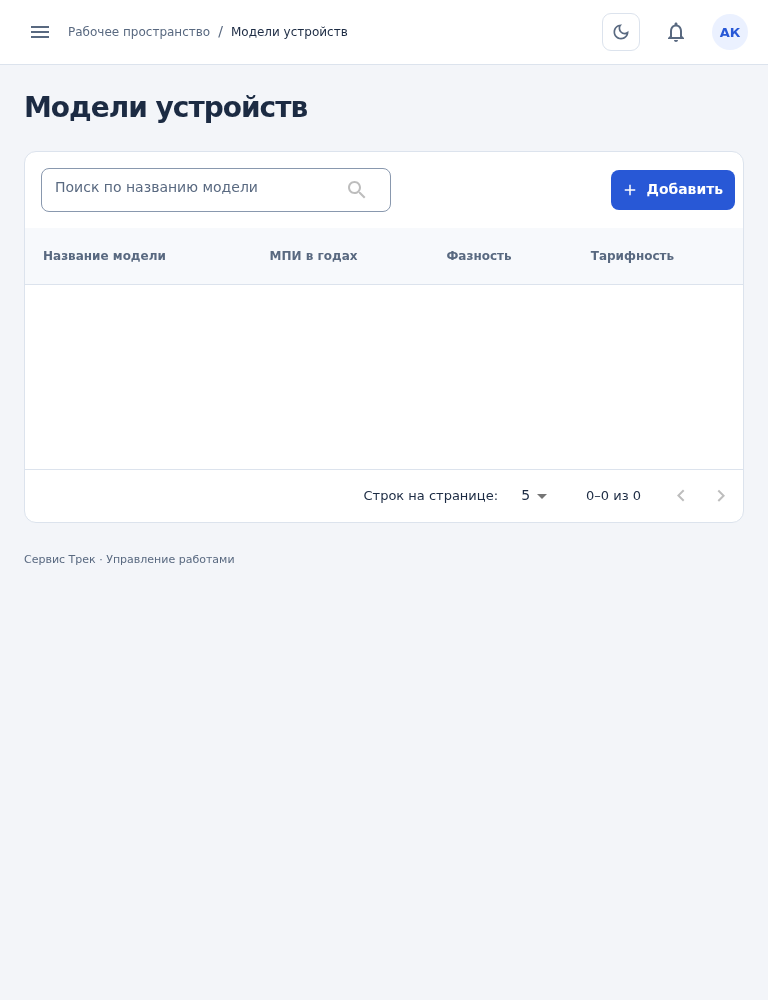 Рабочее пространство / Модели устройств
АК
Модели устройств
Поиск по названию модели
Добавить
Название модели МПИ в годах Фазность Тарифность
Строк на странице: 5 0–0 из 0
Сервис Трек · Управление работами